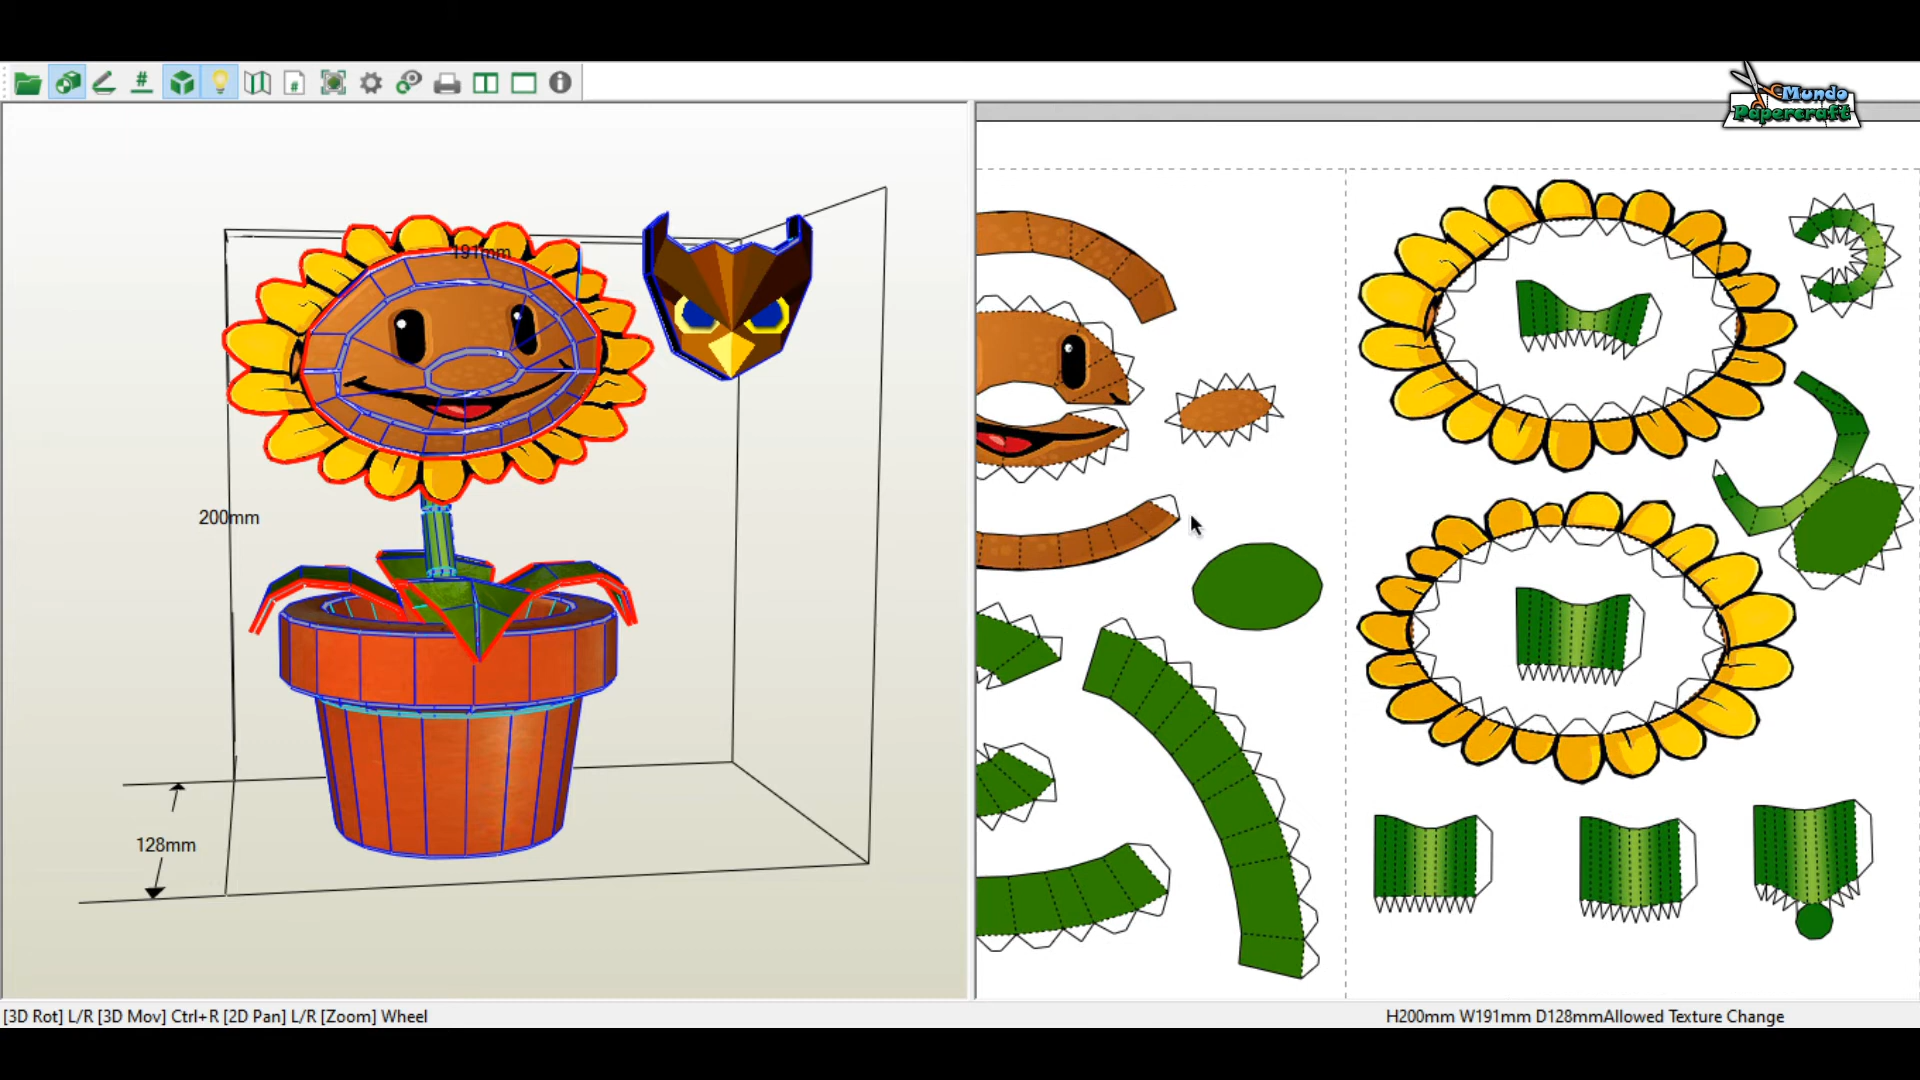 Mundo
Papercraft
191mm
200mm
128mm
[3D Rot] L/R [3D Mov] Ctrl+R [2D Pan] L/R [Zoom] Wheel
H200mm W191mm D128mmAllowed Texture Change